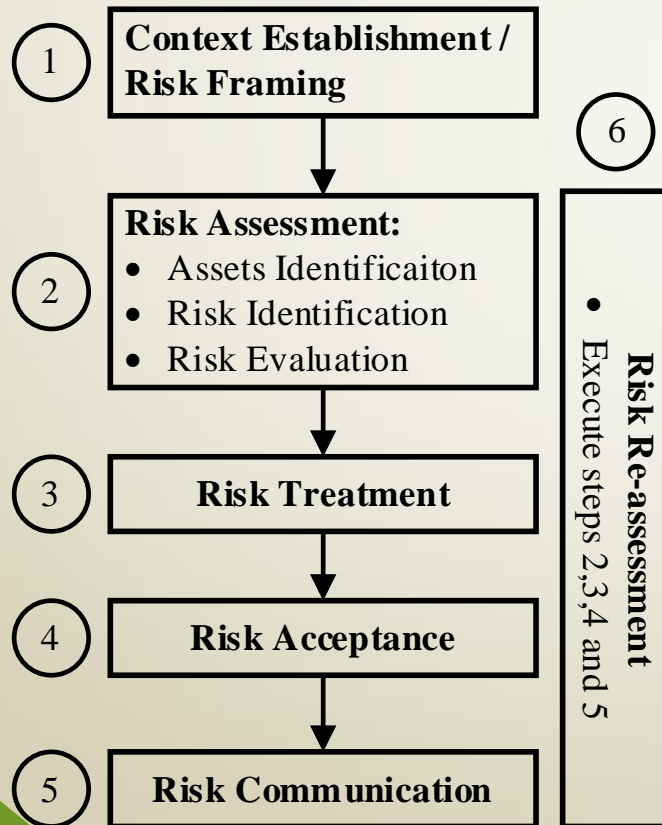 1
Context Establishment /
Risk Framing
2
Risk Assessment:
• Assets Identificaiton
• Risk Identification
• Risk Evaluation
3
Risk Treatment
4
Risk Acceptance
5
Risk Communication
6
Risk Re-assessment
• Execute steps 2,3,4 and 5